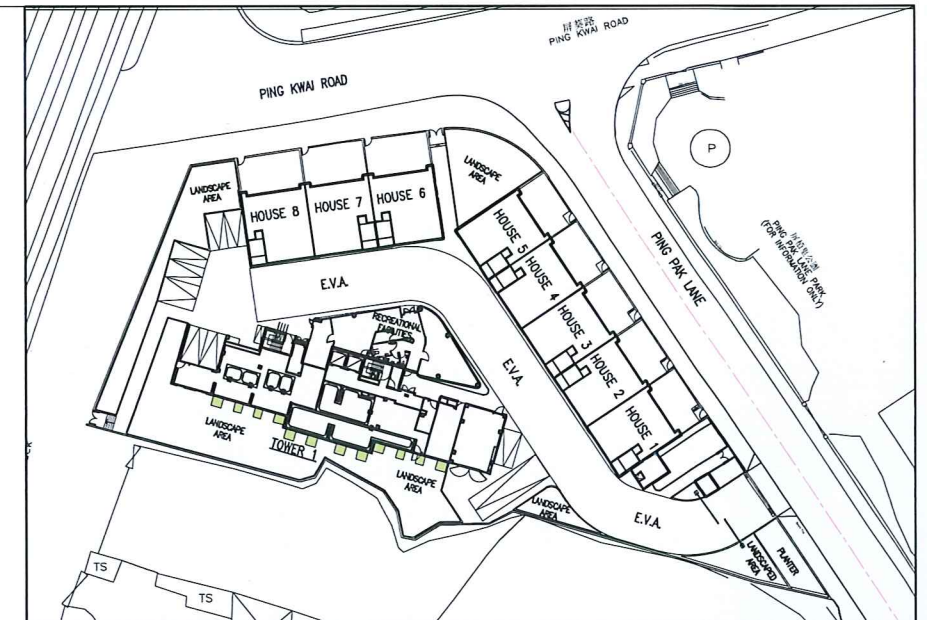 屏葵路
PING KWAI ROAD
PING KWAI ROAD
P
LANDSCAPE
AREA
LANDSCAPE
AREA
HOUSE 8
HOUSE 7
HOUSE 6
HOUSE 5
HOUSE 4
HOUSE 3
HOUSE 2
HOUSE 1
PING PAK LANE
屏柏里公園
PING PAK LANE PARK
(FOR INFORMATION ONLY)
E.V.A.
RECREATIONAL
FACILITIES
E.V.A.
LANDSCAPE
AREA
TOWER 1
LANDSCAPE
AREA
LANDSCAPE
AREA
E.V.A.
LANDSCAPED
AREA
PLANTER
TS
TS